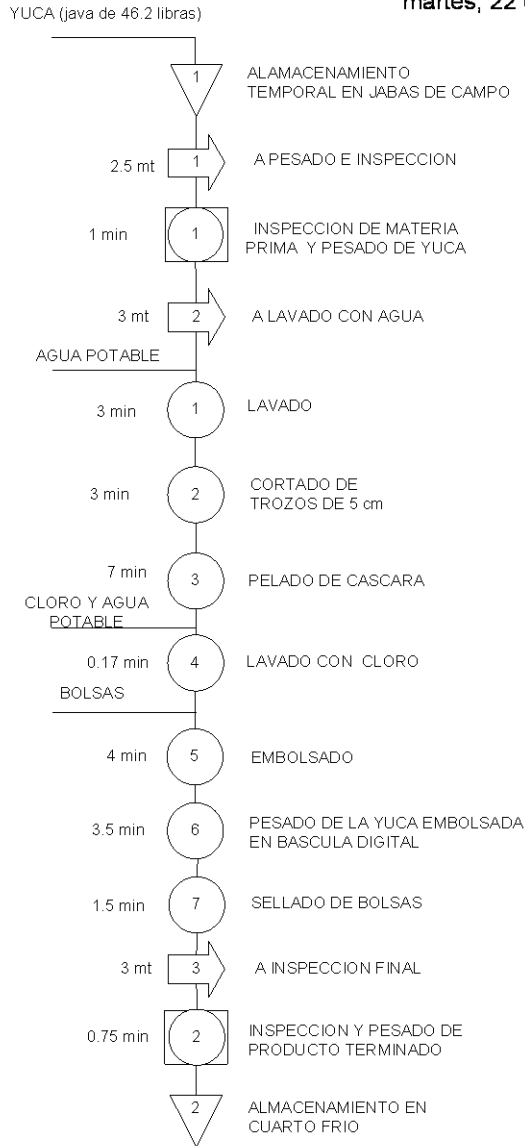 martes, 22
YUCA (java de 46.2 libras)
1
ALAMACENAMIENTO
TEMPORAL EN JABAS DE CAMPO
2.5 mt
1
A PESADO E INSPECCION
1 min
1
INSPECCION DE MATERIA
PRIMA Y PESADO DE YUCA
3 mt
2
A LAVADO CON AGUA
AGUA POTABLE
3 min
1
LAVADO
3 min
2
CORTADO DE
TROZOS DE 5 cm
7 min
3
PELADO DE CASCARA
CLORO Y AGUA
POTABLE
0.17 min
4
LAVADO CON CLORO
BOLSAS
4 min
5
EMBOLSADO
3.5 min
6
PESADO DE LA YUCA EMBOLSADA
EN BASCULA DIGITAL
1.5 min
7
SELLADO DE BOLSAS
3 mt
3
A INSPECCION FINAL
0.75 min
2
INSPECCION Y PESADO DE
PRODUCTO TERMINADO
2
ALMACENAMIENTO EN
CUARTO FRIO